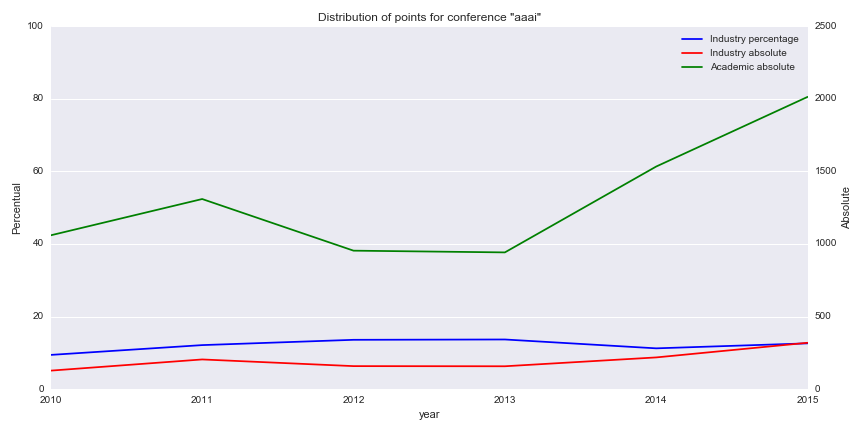 Distribution of points for conference "aaai"
100
80
60
40
20
0
Percentual
2500
2000
1500
1000
500
0
Absolute
Industry percentage
Industry absolute
Academic absolute
2010 2011 2012 2013 2014 2015
year